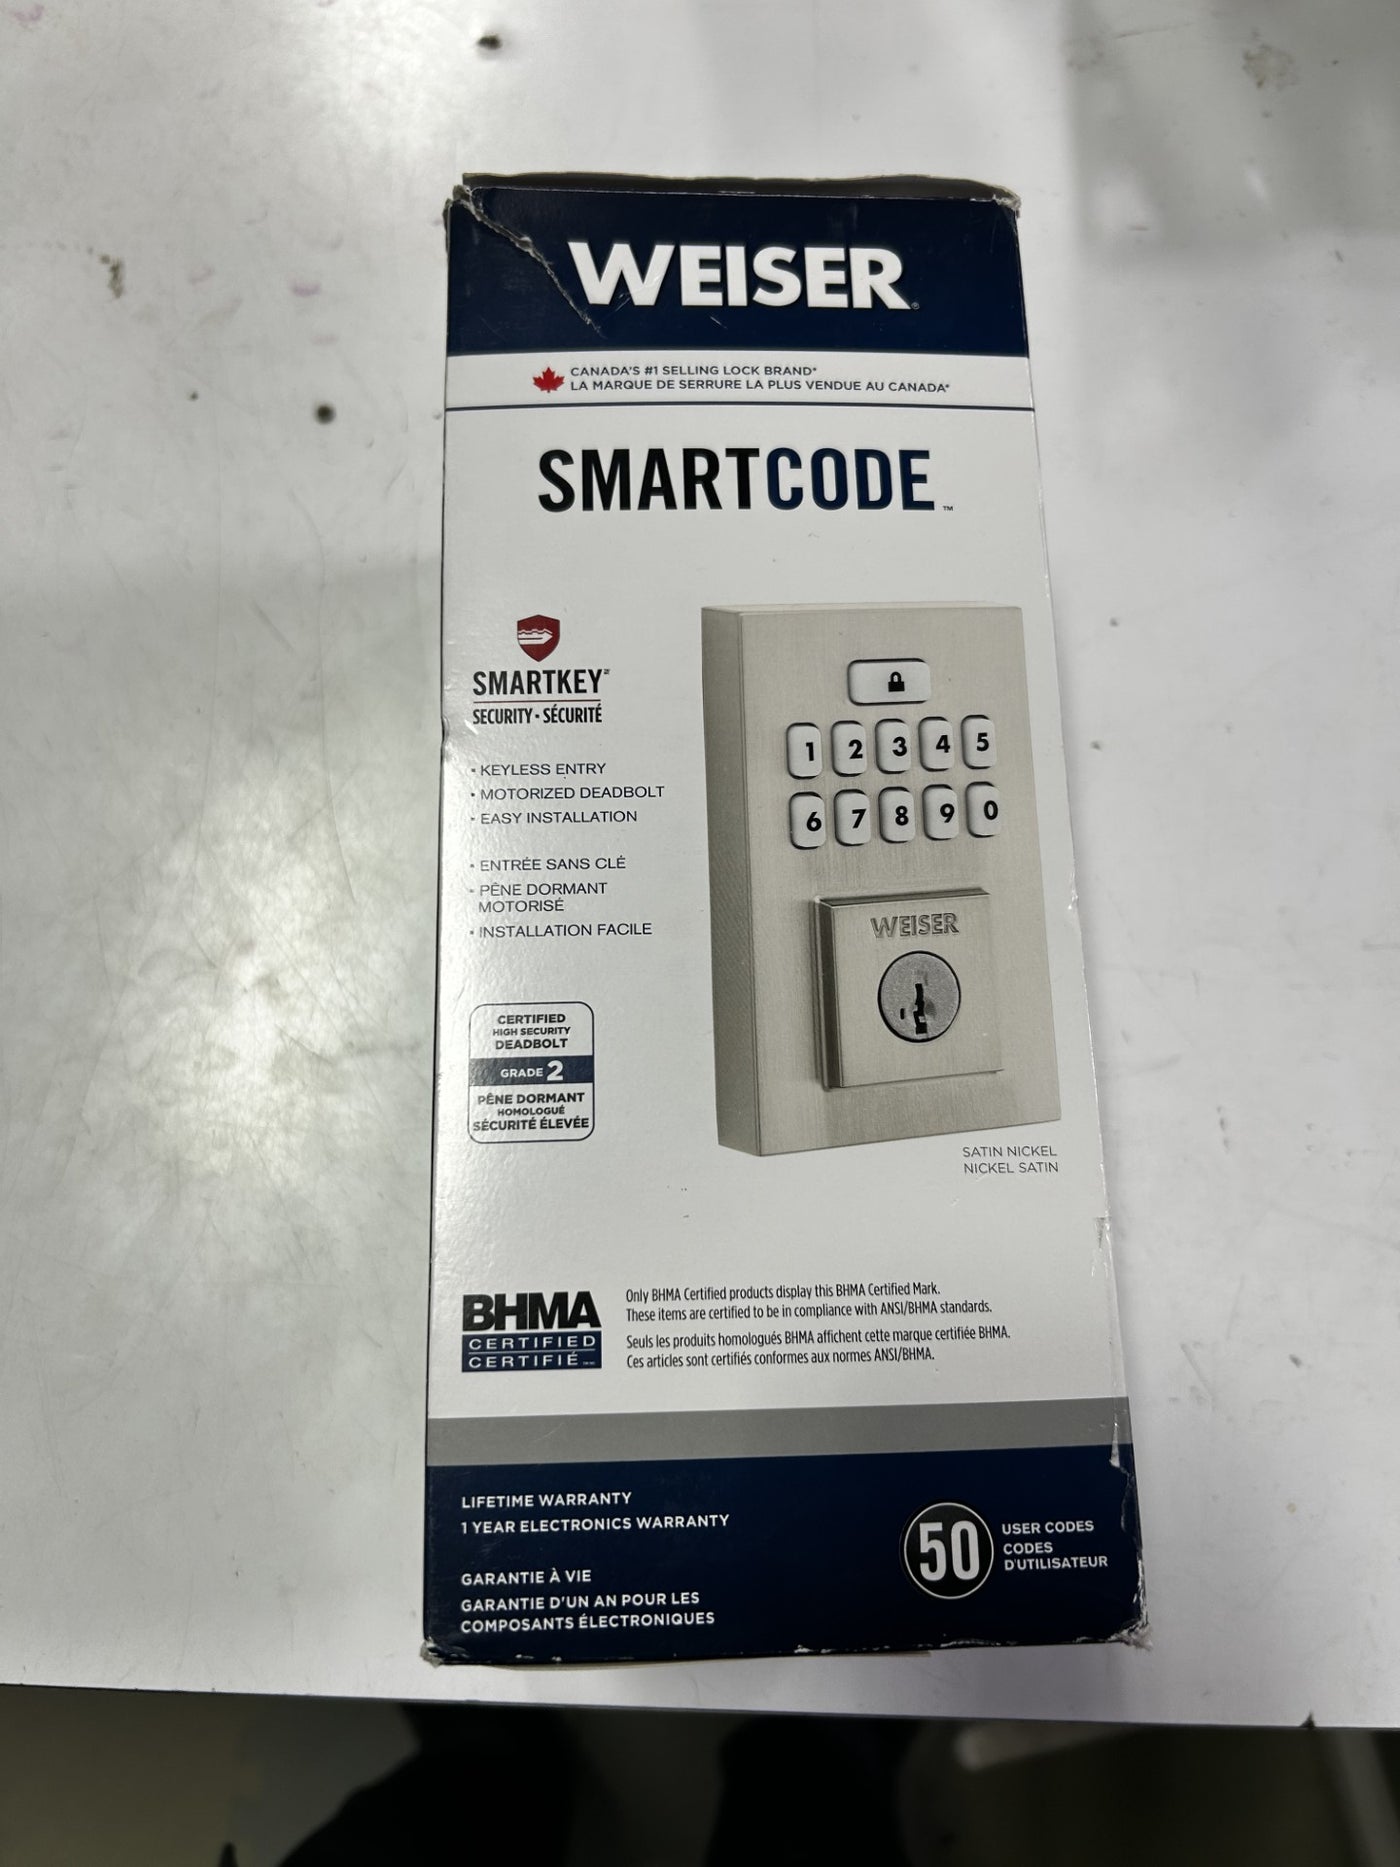 WEISER®
CANADA'S #1 SELLING LOCK BRAND*
LA MARQUE DE SERRURE LA PLUS VENDUE AU CANADA*
SMARTCODE™
SMARTKEY
SECURITY • SÉCURITÉ
• KEYLESS ENTRY
• MOTORIZED DEADBOLT
• EASY INSTALLATION
• ENTRÉE SANS CLÉ
• PÊNE DORMANT
MOTORISÉ
• INSTALLATION FACILE
1 2 3 4 5
6 7 8 9 0
WEISER
CERTIFIED
HIGH SECURITY
DEADBOLT
GRADE 2
PÊNE DORMANT
HOMOLOGUÉ
SÉCURITÉ ÉLEVÉE
SATIN NICKEL
NICKEL SATIN
BHMA
CERTIFIED
CERTIFIÉ
Only BHMA Certified products display this BHMA Certified Mark.
These items are certified to be in compliance with ANSI/BHMA standards.
Seuls les produits homologués BHMA affichent cette marque certifiée BHMA.
Ces articles sont certifiés conformes aux normes ANSI/BHMA.
LIFETIME WARRANTY
1 YEAR ELECTRONICS WARRANTY
GARANTIE À VIE
GARANTIE D'UN AN POUR LES
COMPOSANTS ÉLECTRONIQUES
50
USER CODES
CODES
D'UTILISATEUR